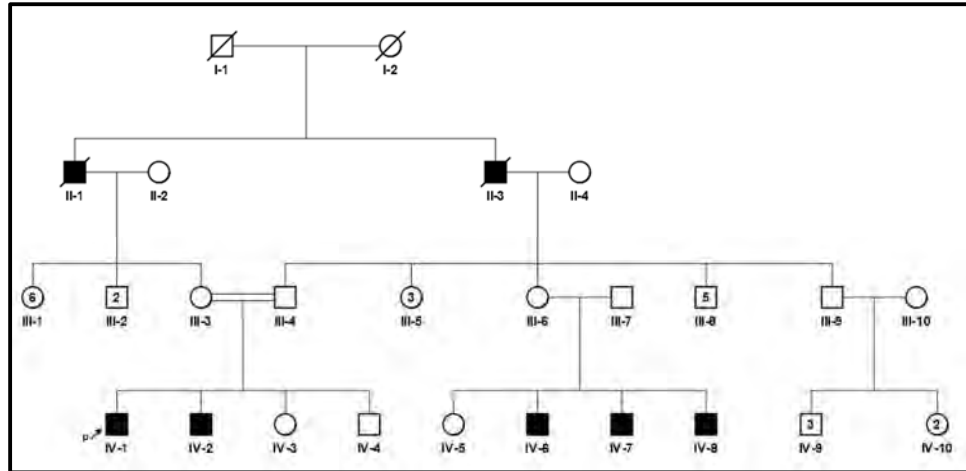 I-1 I-2
II-1 II-2 II-3 II-4
6 2 3 5
III-1 III-2 III-3 III-4 III-5 III-6 III-7 III-8 III-9 III-10
3 2
P IV-1 IV-2 IV-3 IV-4 IV-5 IV-6 IV-7 IV-8 IV-9 IV-10